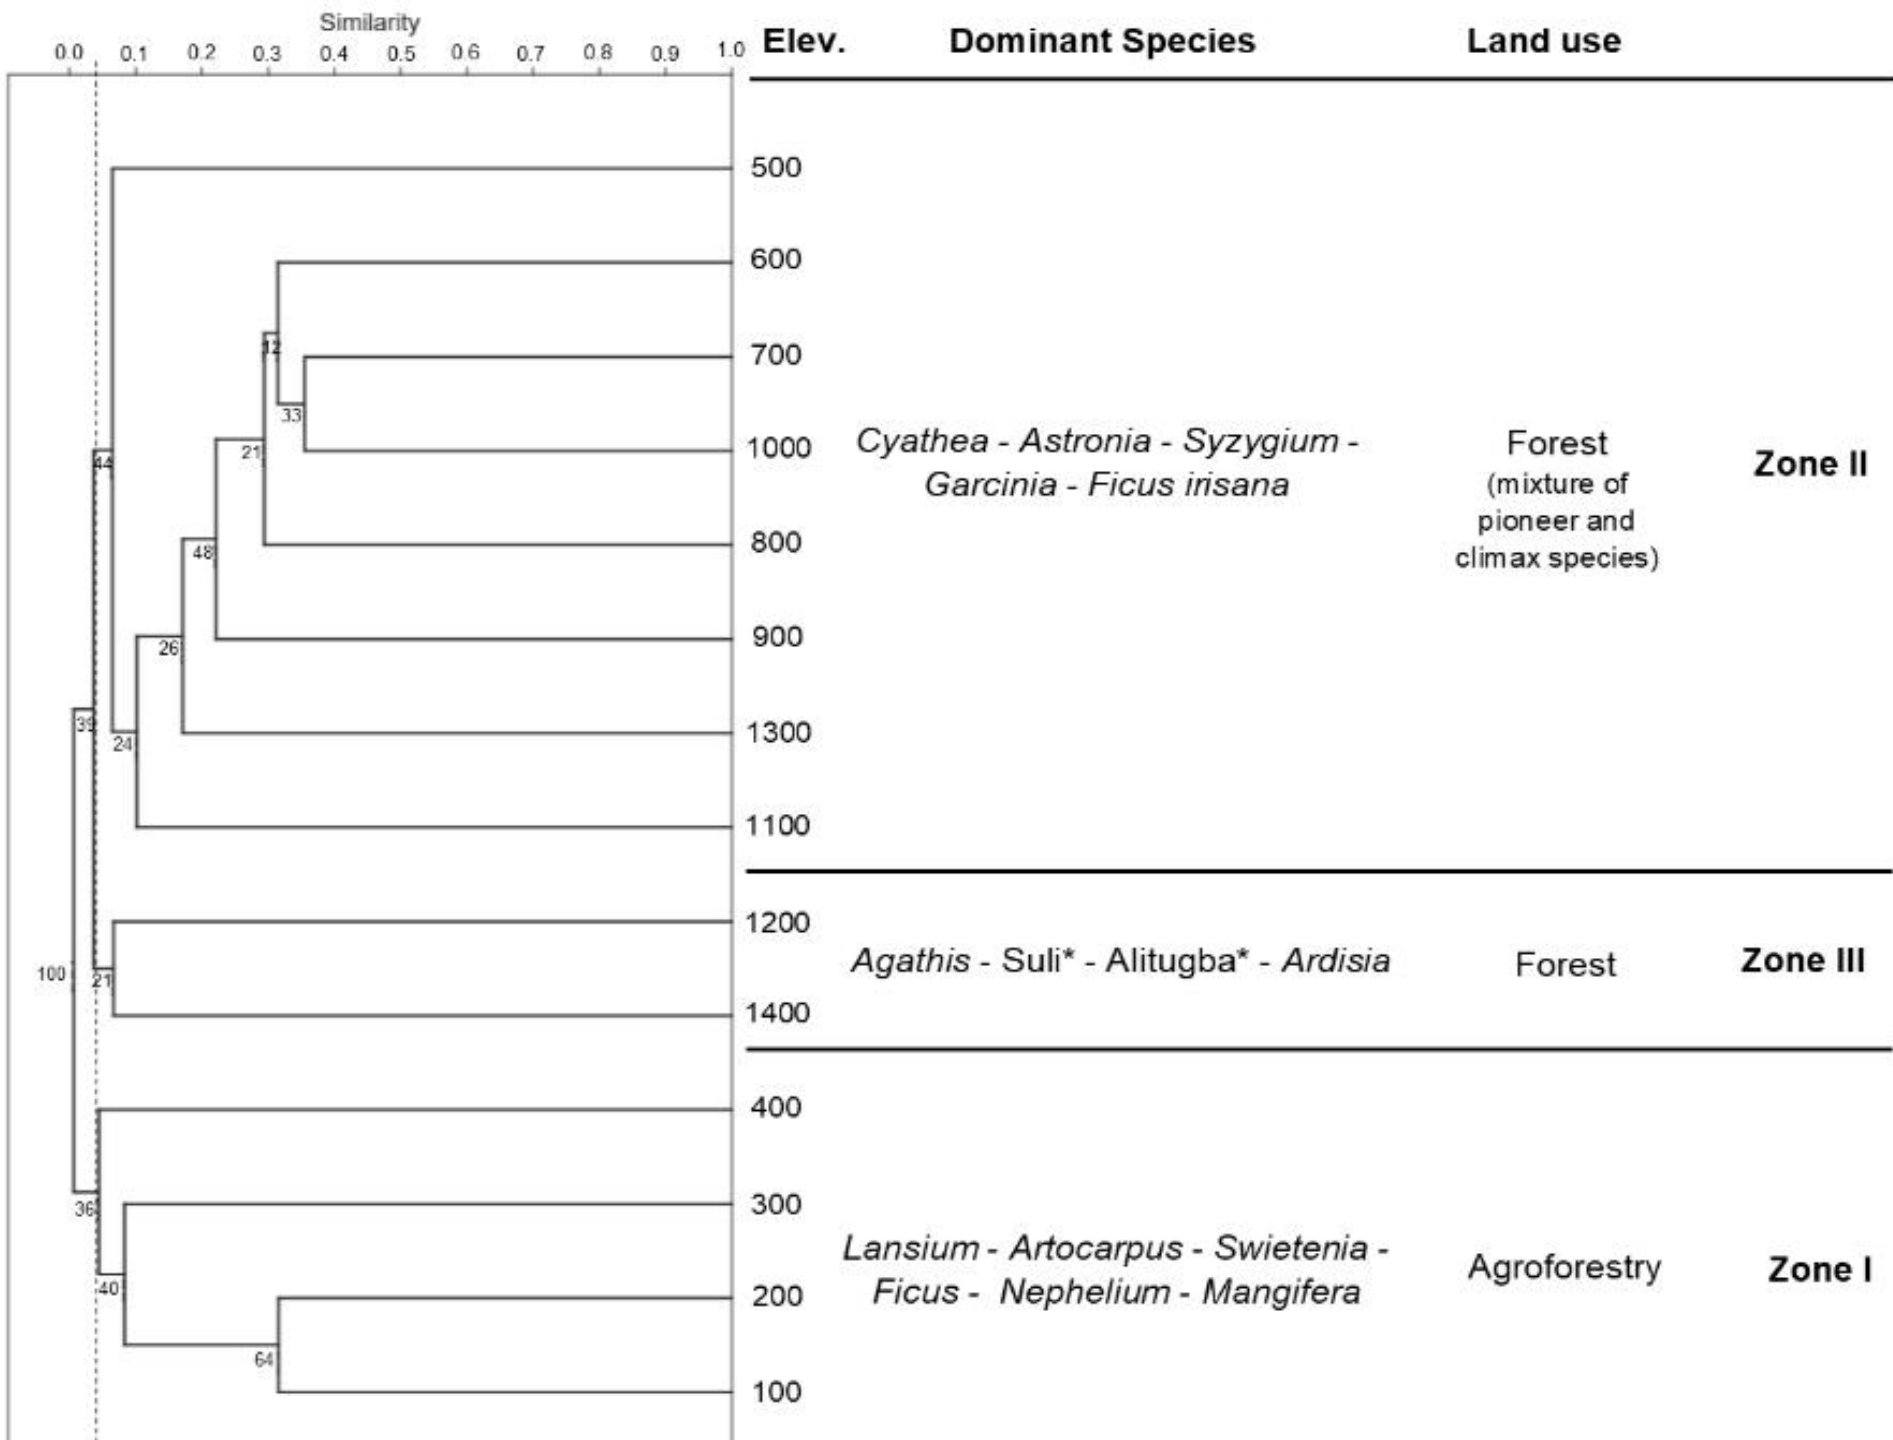 Similarity
0.0 0.1 0.2 0.3 0.4 0.5 0.6 0.7 0.8 0.9 1.0
Elev. Dominant Species Land use
500
600
12
700
33
1000
21
44
Cyathea - Astronia - Syzygium -
Garcinia - Ficus irisana
Forest
(mixture of
pioneer and
climax species)
Zone II
800
48
900
26
1300
39
24
1100
1200
100
21
Agathis - Suli* - Alitugba* - Ardisia
Forest
Zone III
1400
400
300
36
40
Lansium - Artocarpus - Swietenia -
Ficus - Nephelium - Mangifera
Agroforestry
Zone I
200
64
100